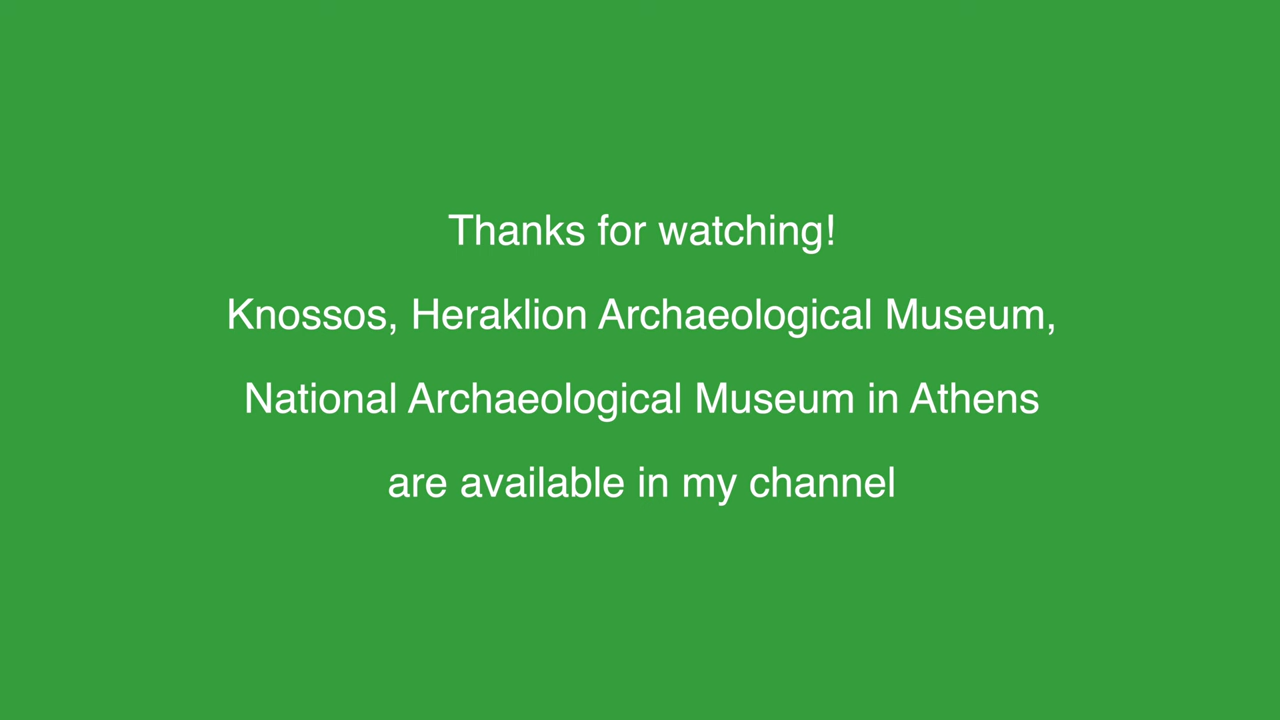 Thanks for watching!
Knossos, Heraklion Archaeological Museum,
National Archaeological Museum in Athens
are available in my channel